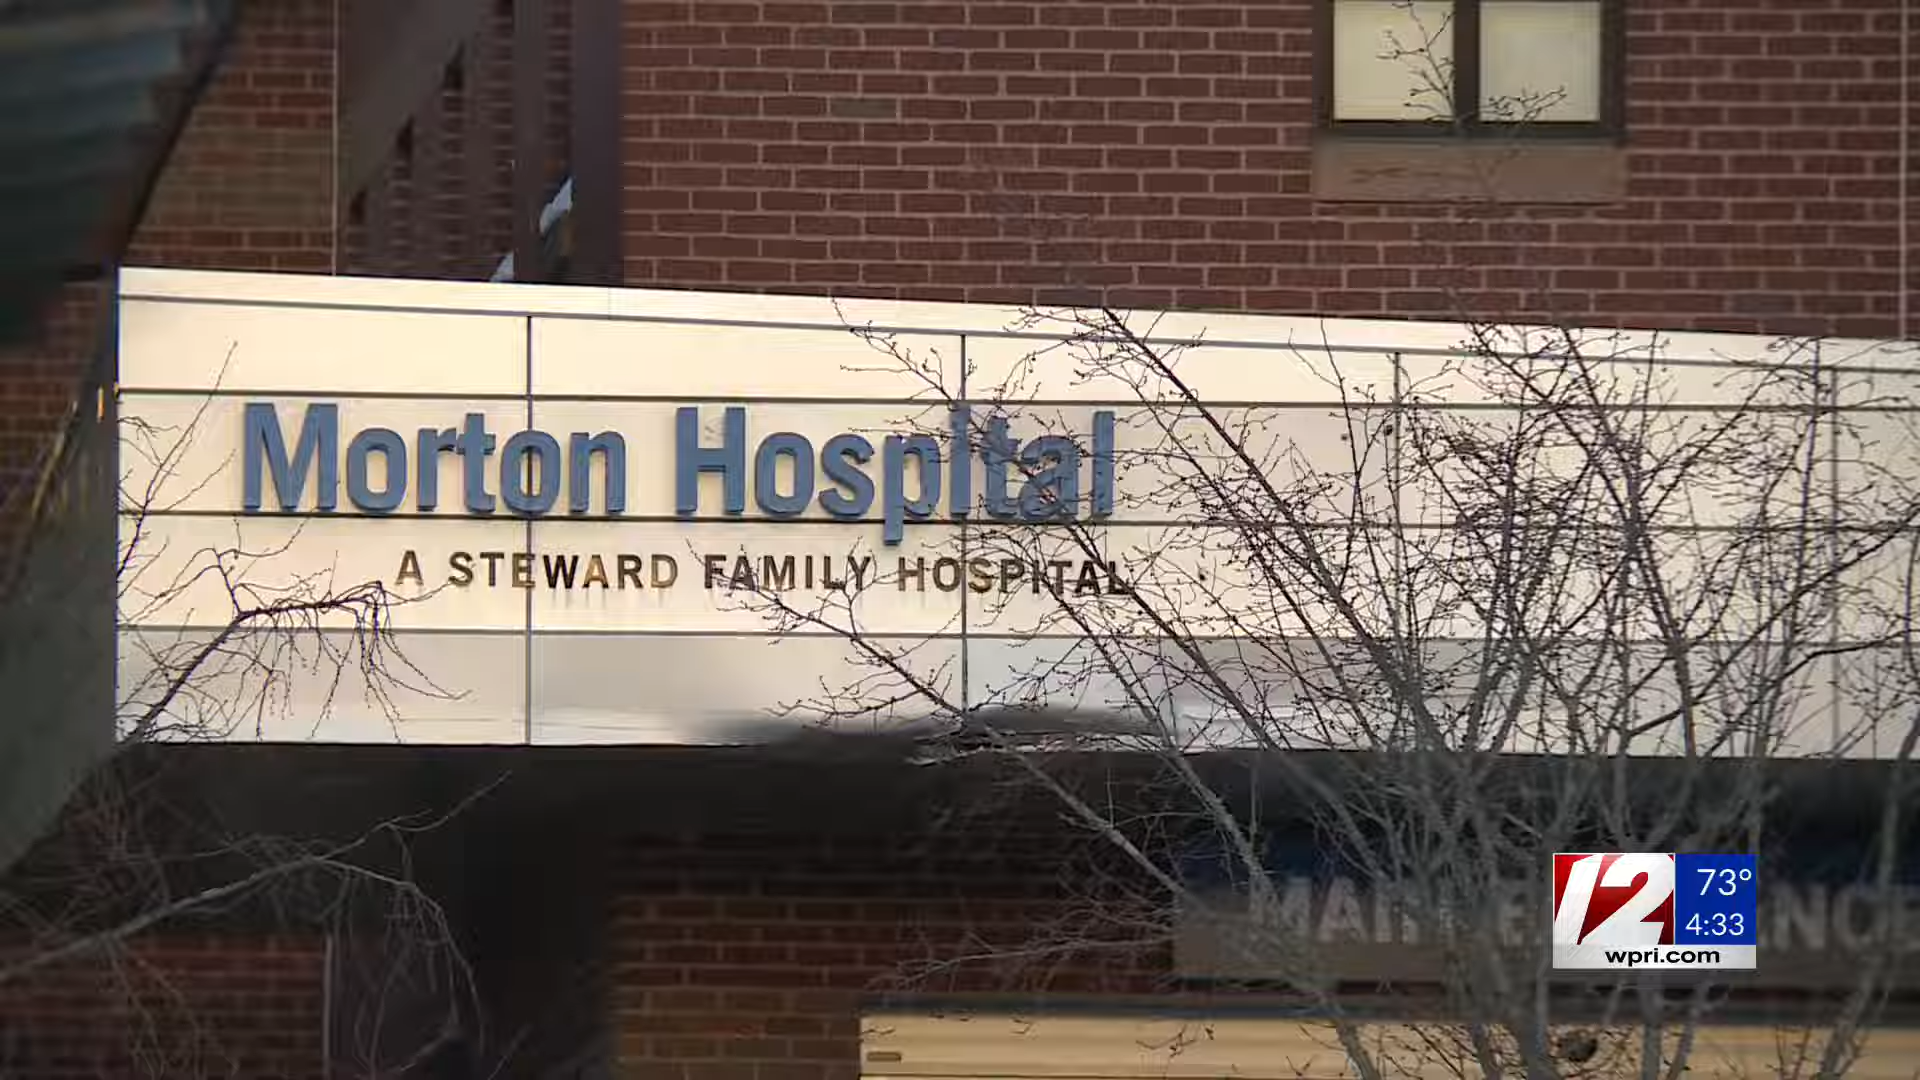 Morton Hospital
A STEWARD FAMILY HOSPITAL
12
73°
4:33
wpri.com